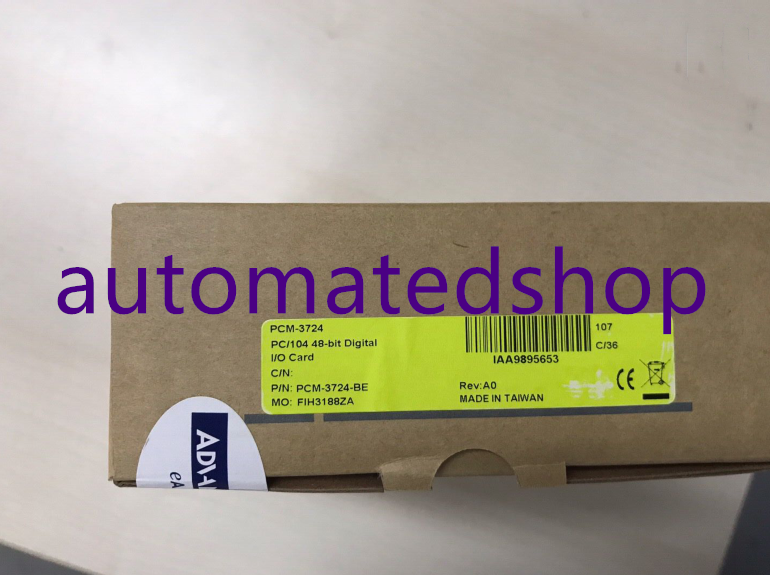 automatedshop
PCM-3724
PC/104 48-bit Digital
I/O Card
C/N:
P/N: PCM-3724-BE
MO: FIH3188ZA
IAA9895653
107
C/36
Rev:A0
MADE IN TAIWAN
CE